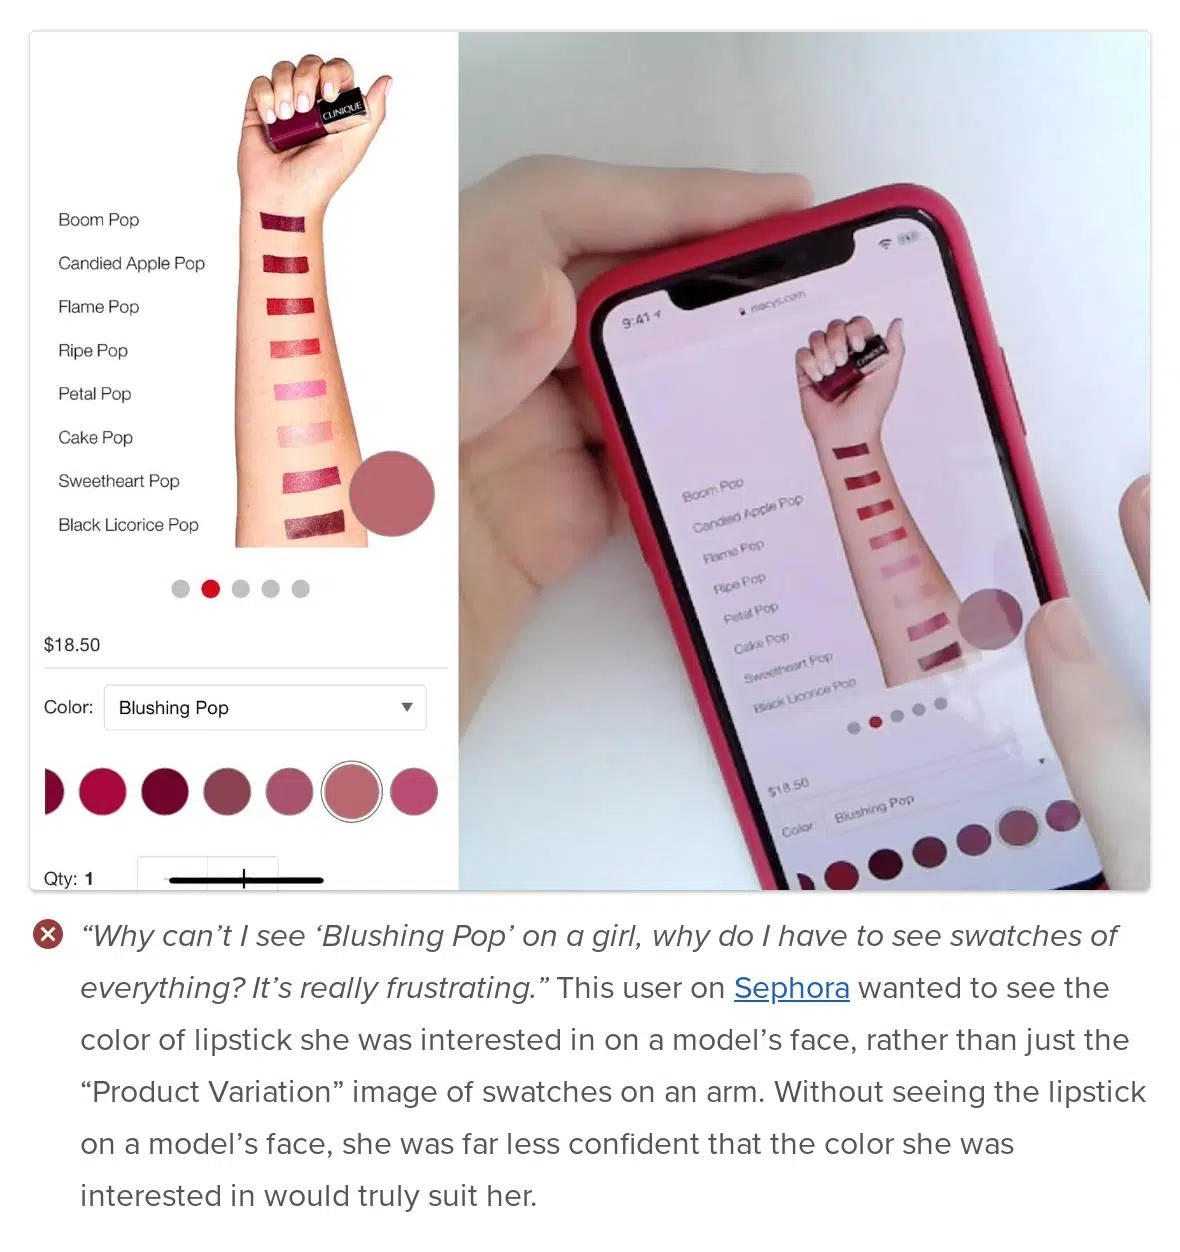 CLINIQUE
Boom Pop
Candied Apple Pop
Flame Pop
Ripe Pop
Petal Pop
Cake Pop
Sweetheart Pop
Black Licorice Pop
$18.50
Color: Blushing Pop
Qty: 1
9:41
macys.com
CLINIQUE
Boom Pop
Candied Apple Pop
Flame Pop
Ripe Pop
Petal Pop
Cake Pop
Sweetheart Pop
Black Licorice Pop
$18.50
Color: Blushing Pop
“Why can’t I see ‘Blushing Pop’ on a girl, why do I have to see swatches of
everything? It’s really frustrating.” This user on Sephora wanted to see the
color of lipstick she was interested in on a model’s face, rather than just the
“Product Variation” image of swatches on an arm. Without seeing the lipstick
on a model’s face, she was far less confident that the color she was
interested in would truly suit her.